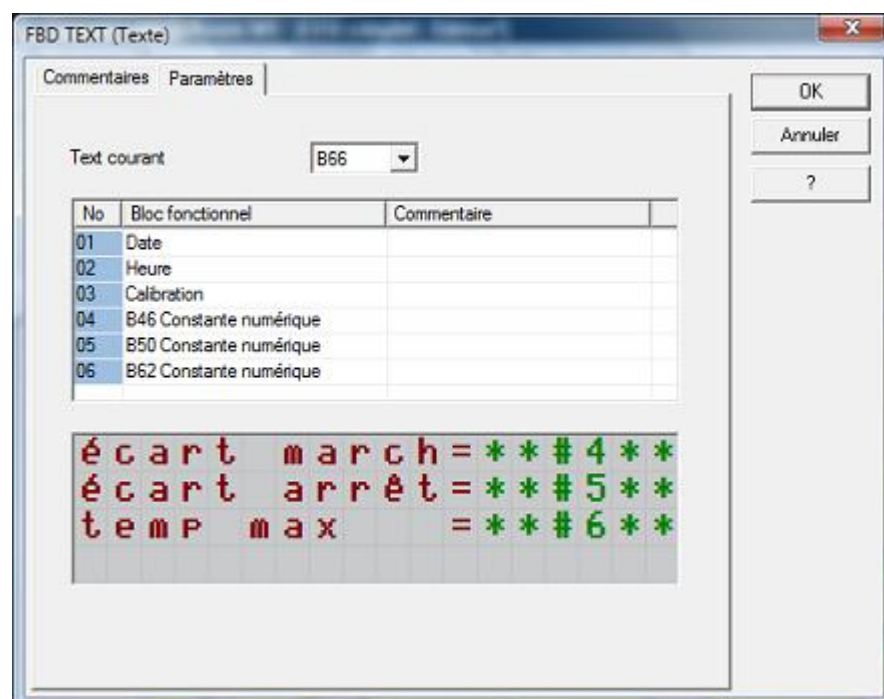 FBD TEXT (Texte)
Commentaires Paramètres
OK
Annuler
?
Text courant B66
No Bloc fonctionnel Commentaire
01 Date
02 Heure
03 Calibration
04 B46 Constante numérique
05 B50 Constante numérique
06 B62 Constante numérique
écart march=**#4**
écart arrêt=**#5**
temp max =**#6**